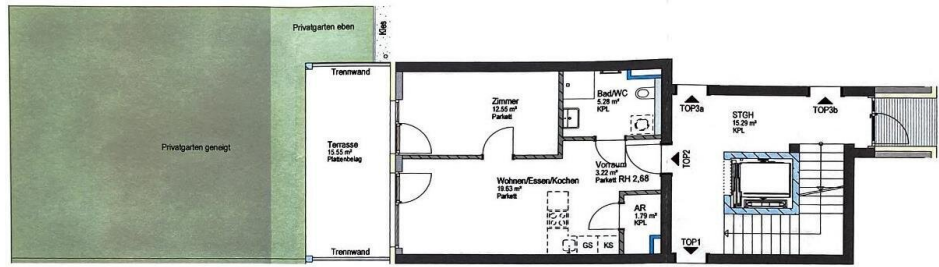 Privatgarten eben
Kies
Trennwand
Privatgarten geneigt
Terrasse
15.55 m²
Plattenbelag
Trennwand
Zimmer
12.55 m²
Parkett
Bad/WC
5.28 m²
KPL
Wohnen/Essen/Kochen
19.63 m²
Parkett
Vorraum
3.22 m²
Parkett RH 2,68
AR
1.79 m²
KPL
GS KS
TOP3a
TOP3b
STGH
15.29 m²
KPL
TOP2
TOP1